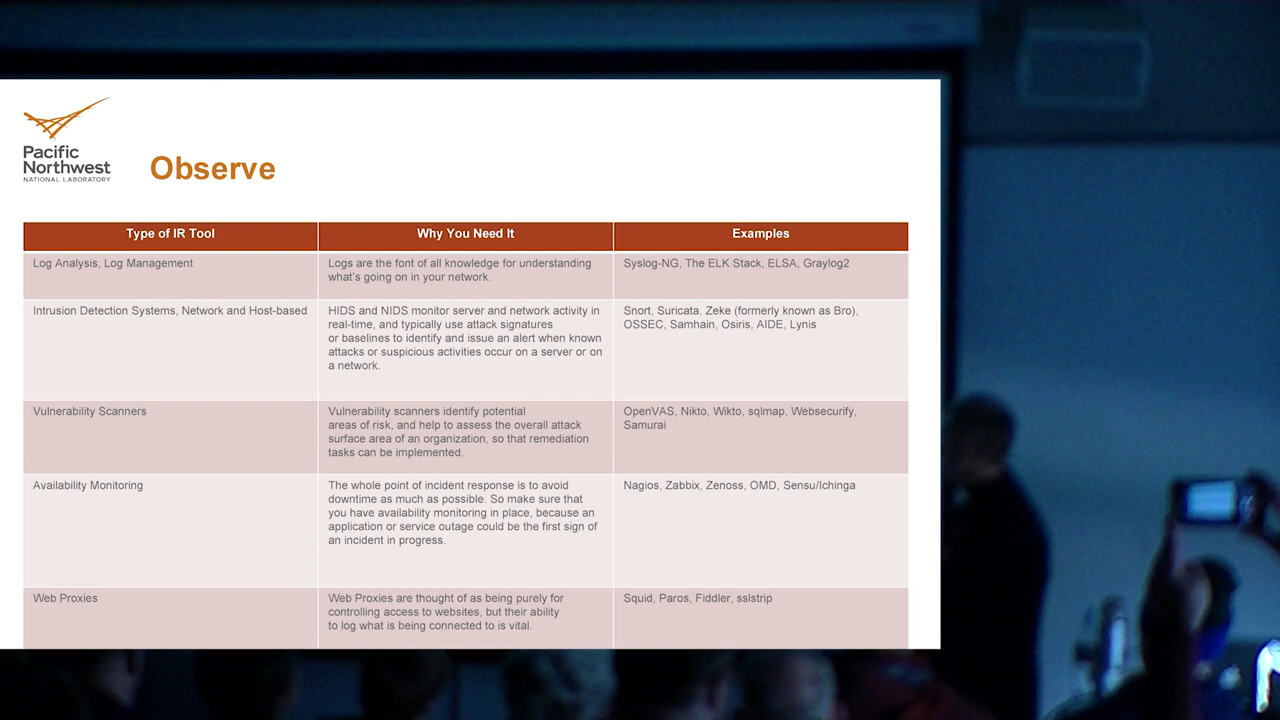 Pacific
Northwest
NATIONAL LABORATORY
Observe
Type of IR Tool
Why You Need It
Examples
Log Analysis, Log Management
Logs are the font of all knowledge for understanding
what's going on in your network.
Syslog-NG, The ELK Stack, ELSA, Graylog2
Intrusion Detection Systems, Network and Host-based
HIDS and NIDS monitor server and network activity in
real-time, and typically use attack signatures
or baselines to identify and issue an alert when known
attacks or suspicious activities occur on a server or on
a network.
Snort, Suricata, Zeke (formerly known as Bro),
OSSEC, Samhain, Osiris, AIDE, Lynis
Vulnerability Scanners
Vulnerability scanners identify potential
areas of risk, and help to assess the overall attack
surface area of an organization, so that remediation
tasks can be implemented.
OpenVAS, Nikto, Wikto, sqlmap, Websecurify,
Samurai
Availability Monitoring
The whole point of incident response is to avoid
downtime as much as possible. So make sure that
you have availability monitoring in place, because an
application or service outage could be the first sign of
an incident in progress.
Nagios, Zabbix, Zenoss, OMD, Sensu/Ichinga
Web Proxies
Web Proxies are thought of as being purely for
controlling access to websites, but their ability
to log what is being connected to is vital.
Squid, Paros, Fiddler, sslstrip